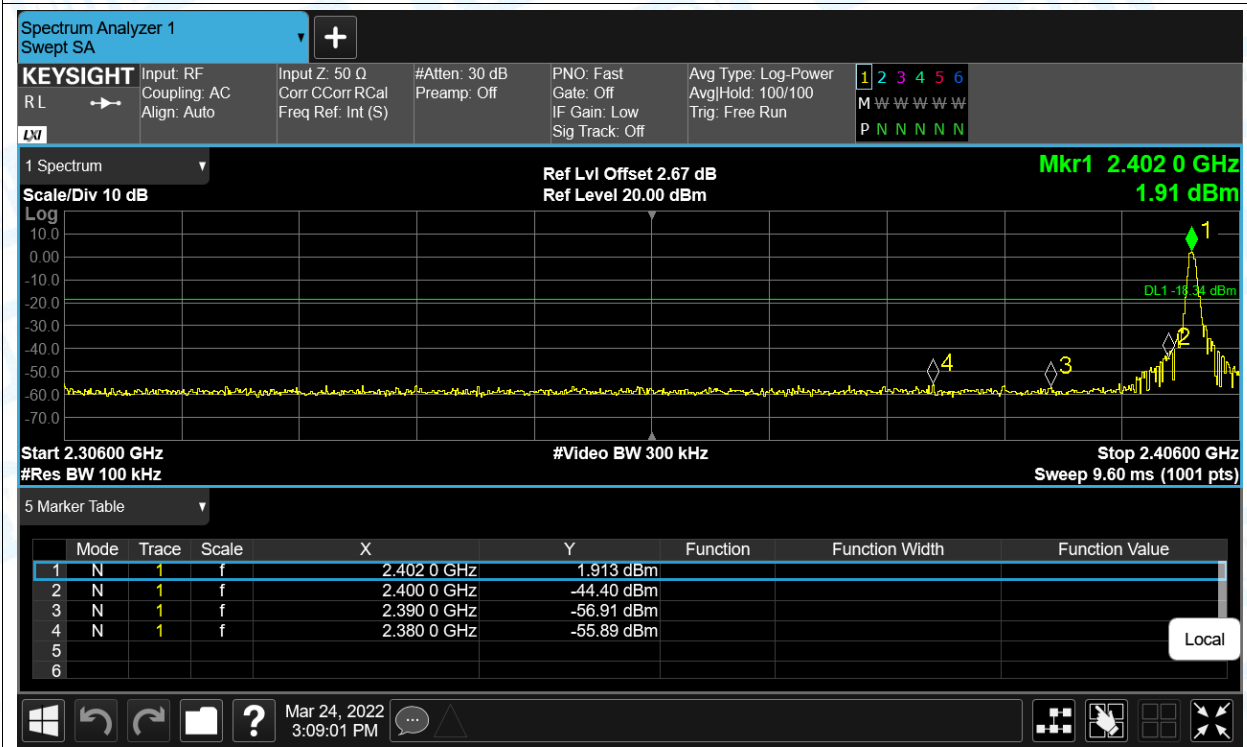 Spectrum Analyzer 1
Swept SA
KEYSIGHT
R L
LXI
Input: RF
Coupling: AC
Align: Auto
Input Z: 50 Ω
Corr CCorr RCal
Freq Ref: Int (S)
#Atten: 30 dB
Preamp: Off
PNO: Fast
Gate: Off
IF Gain: Low
Sig Track: Off
Avg Type: Log-Power
Avg|Hold: 100/100
Trig: Free Run
1 2 3 4 5 6
M W W W W W
P N N N N N
1 Spectrum
Scale/Div 10 dB
Ref Lvl Offset 2.67 dB
Ref Level 20.00 dBm
Mkr1 2.402 0 GHz
1.91 dBm
Log
10.0
0.00
-10.0
-20.0
-30.0
-40.0
-50.0
-60.0
-70.0
1
DL1 -18.34 dBm
2
4
3
Start 2.30600 GHz
#Video BW 300 kHz
Stop 2.40600 GHz
#Res BW 100 kHz
Sweep 9.60 ms (1001 pts)
5 Marker Table
Mode Trace Scale X Y Function Function Width Function Value
1 N 1 f 2.402 0 GHz 1.913 dBm
2 N 1 f 2.400 0 GHz -44.40 dBm
3 N 1 f 2.390 0 GHz -56.91 dBm
4 N 1 f 2.380 0 GHz -55.89 dBm
5
6
Local
?
Mar 24, 2022
3:09:01 PM